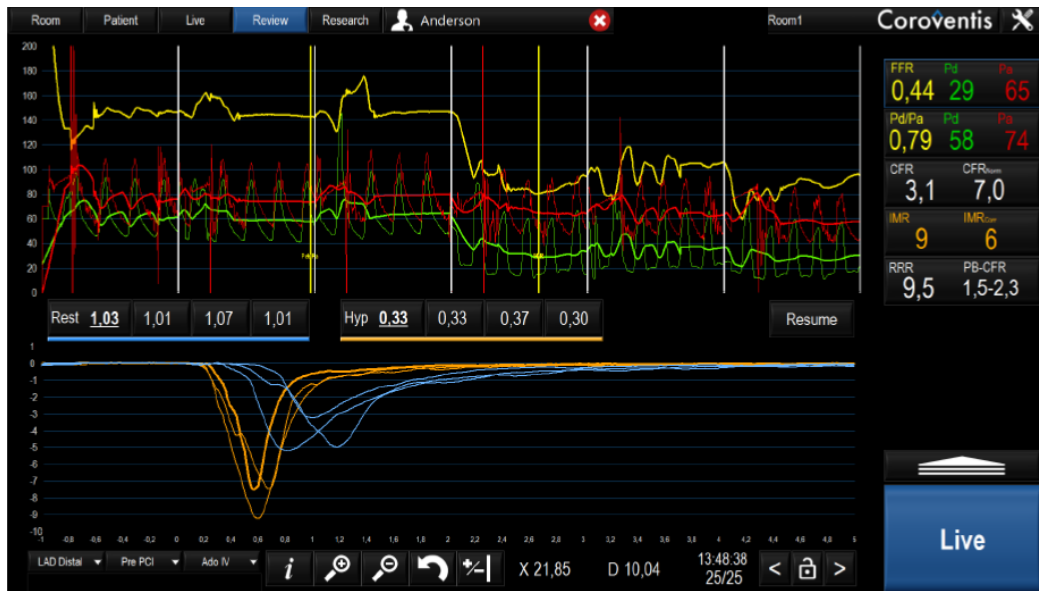 Room Patient Live Review Research Anderson Room1 Coroventis
200
180
160
140
120
100
80
60
40
20
0
FFR Pd Pa
0,44 29 65
Pd/Pa Pd Pa
0,79 58 74
CFR CFRNorm
3,1 7,0
IMR IMRCorr
9 6
RRR PB-CFR
9,5 1,5-2,3
Rest 1,03 1,01 1,07 1,01 Hyp 0,33 0,33 0,37 0,30 Resume
1
0
-1
-2
-3
-4
-5
-6
-7
-8
-9
-10
-1 -0,8 -0,6 -0,5 -0,2 0 0,2 0,4 0,6 0,8 1 1,2 1,4 1,6 1,8 2 2,2 2,4 2,6 2,8 3 3,2 3,4 3,6 3,8 4 4,2 4,4 4,6 4,8 5
LAD Distal Pre PCI Ado IV i +/- X 21,85 D 10,04 13:48:38 < >
25/25
Live